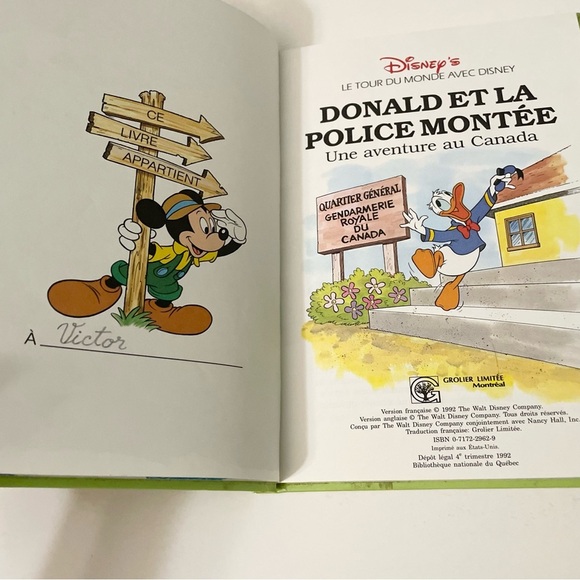 CE
LIVRE
APPARTIENT
À Victor
Disney's
LE TOUR DU MONDE AVEC DISNEY
DONALD ET LA
POLICE MONTÉE
Une aventure au Canada
QUARTIER GÉNÉRAL
GENDARMERIE
ROYALE
DU
CANADA
GROLIER LIMITÉE
Montréal
Version française © 1992 The Walt Disney Company.
Version anglaise © The Walt Disney Company. Tous droits réservés.
Conçu par The Walt Disney Company conjointement avec Nancy Hall, Inc.
Traduction française: Grolier Limitée.
ISBN 0-7172-2962-9
Imprimé aux États-Unis.
Dépôt légal 4e trimestre 1992
Bibliothèque nationale du Québec